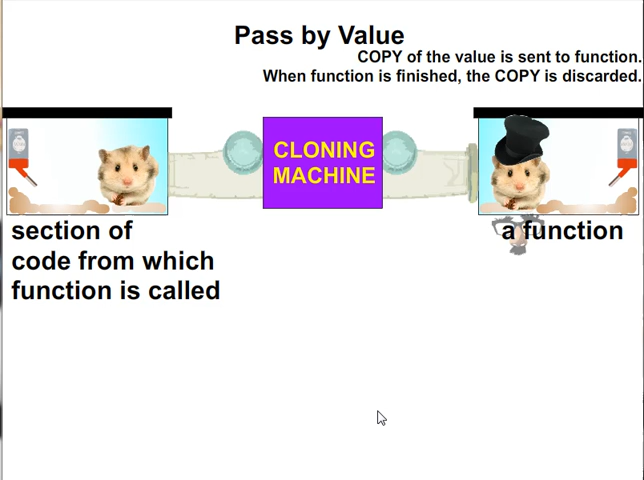 Pass by Value
COPY of the value is sent to function.
When function is finished, the COPY is discarded.
CLONING
MACHINE
section of
code from which
function is called
a function